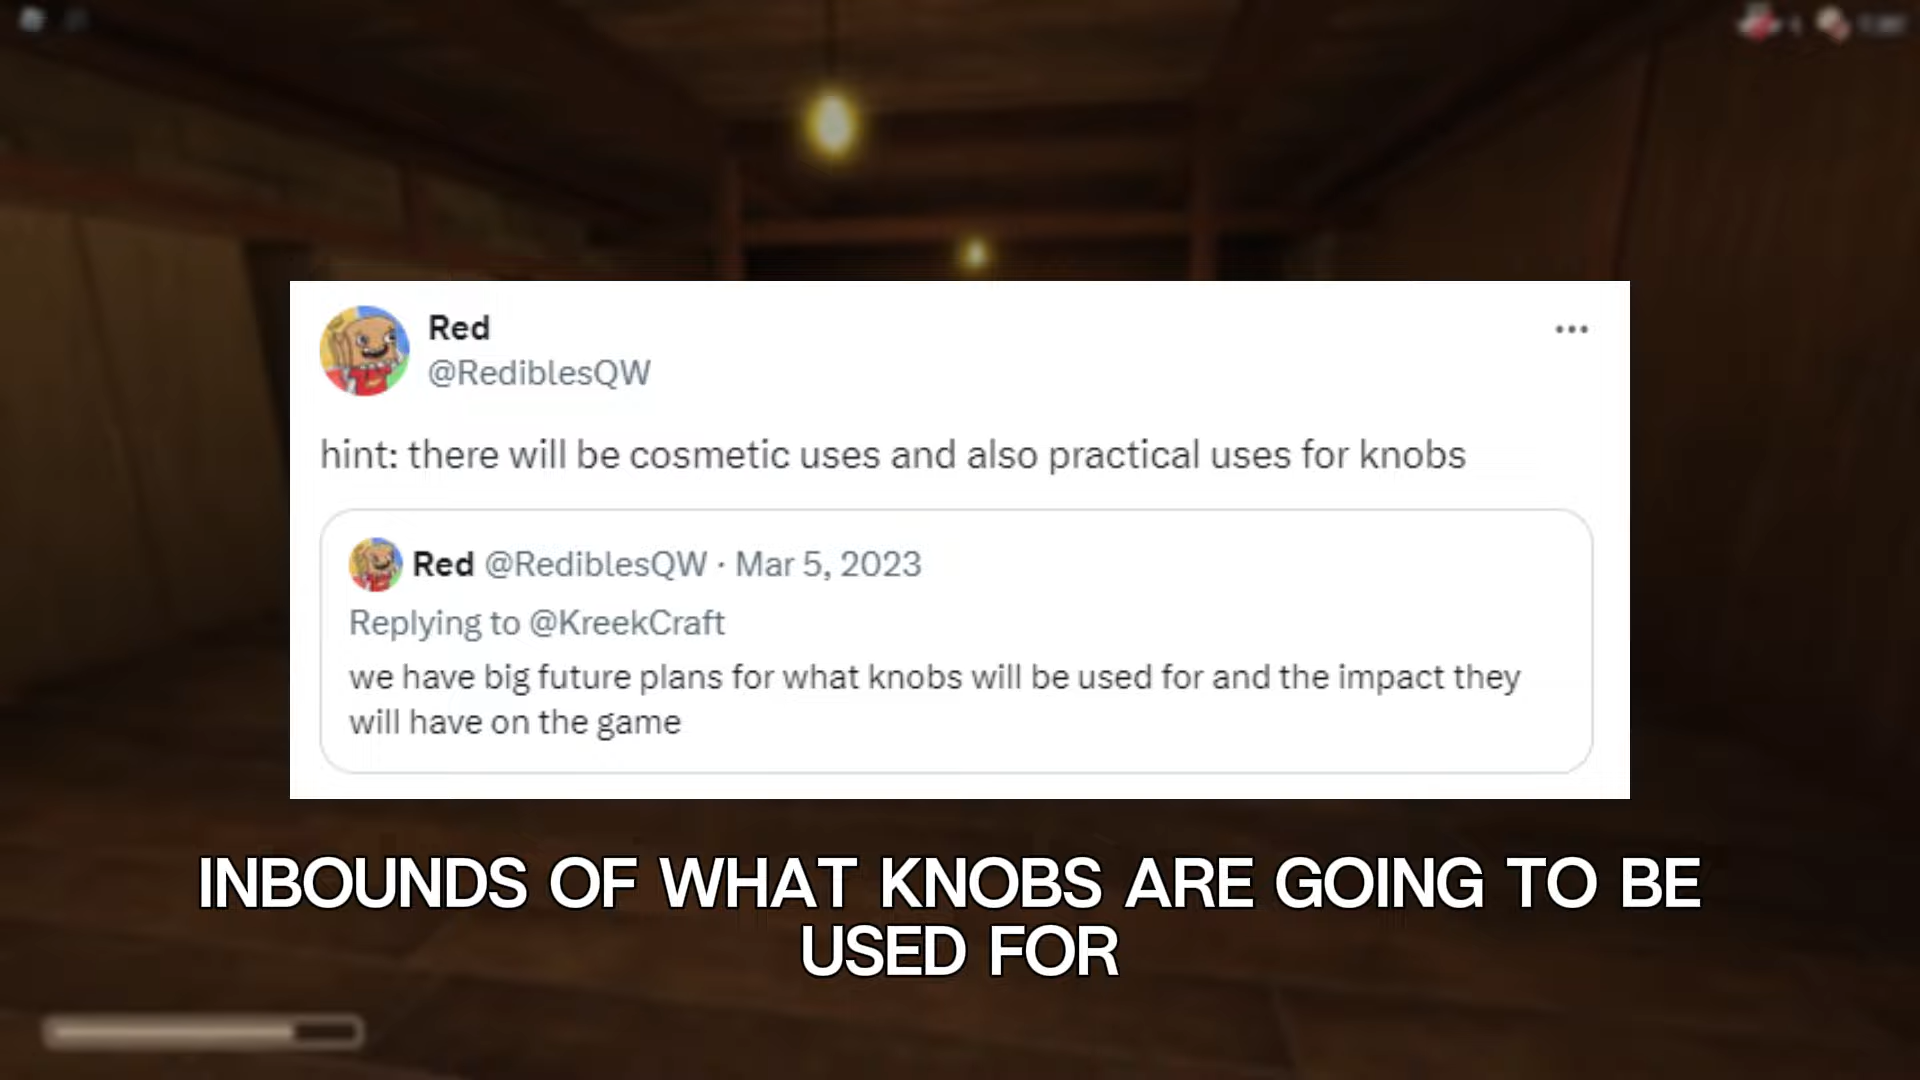 Red
@RediblesQW
hint: there will be cosmetic uses and also practical uses for knobs
Red @RediblesQW · Mar 5, 2023
Replying to @KreekCraft
we have big future plans for what knobs will be used for and the impact they
will have on the game
INBOUNDS OF WHAT KNOBS ARE GOING TO BE
USED FOR